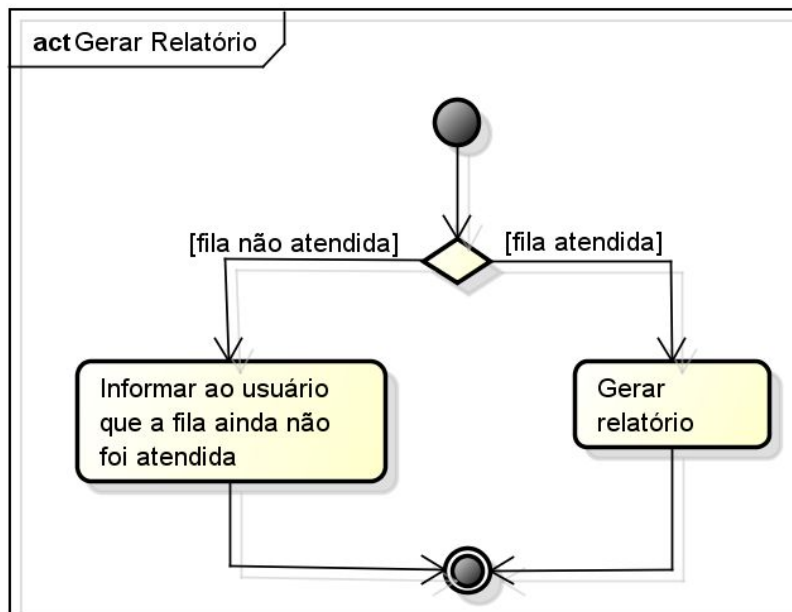 act Gerar Relatório
[fila não atendida]
[fila atendida]
Informar ao usuário
que a fila ainda não
foi atendida
Gerar
relatório